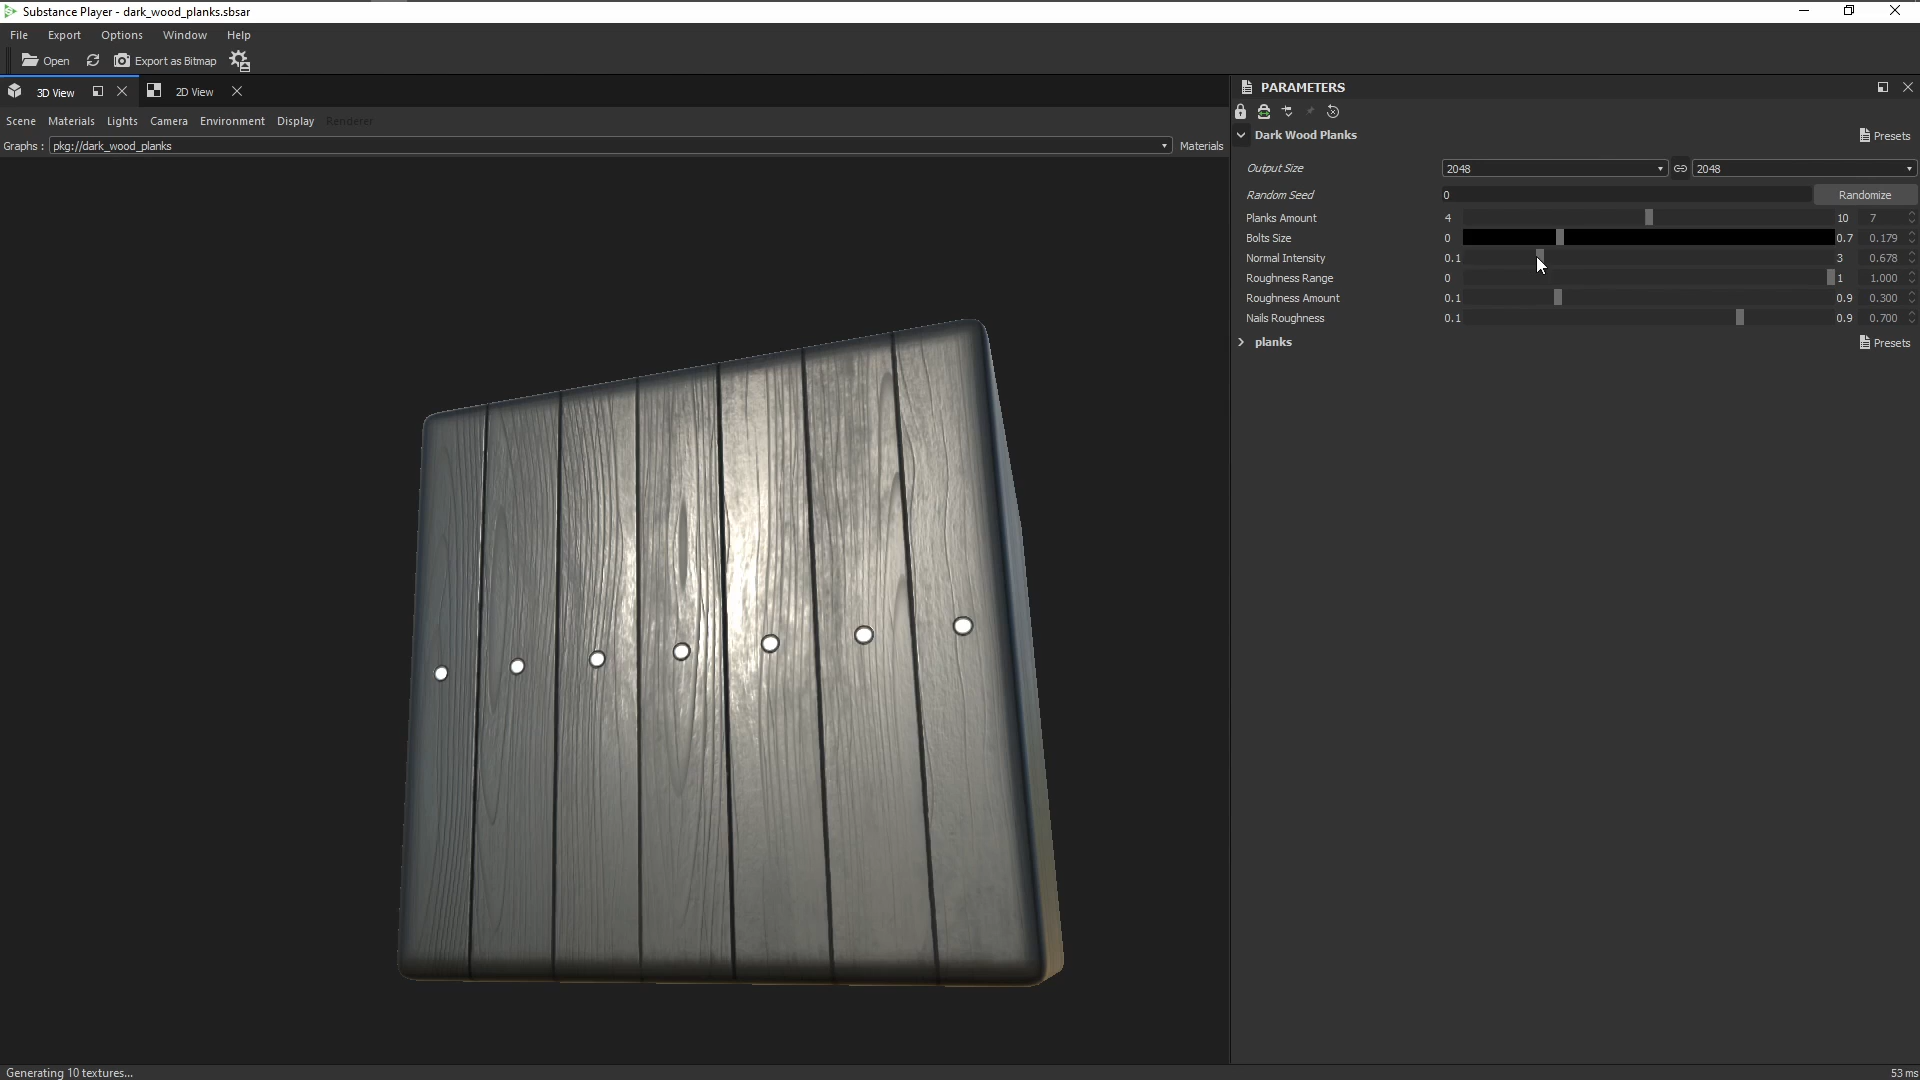 Substance Player - dark_wood_planks.sbsar
File Export Options Window Help
Open Export as Bitmap
3D View 2D View
Scene Materials Lights Camera Environment Display Renderer
Graphs : pkg://dark_wood_planks Materials
PARAMETERS
Dark Wood Planks Presets
Output Size 2048 2048
Random Seed 0 Randomize
Planks Amount 4 10 7
Bolts Size 0 0.7 0.179
Normal Intensity 0.1 3 0.678
Roughness Range 0 1 1.000
Roughness Amount 0.1 0.9 0.300
Nails Roughness 0.1 0.9 0.700
planks Presets
Generating 10 textures... 53 ms